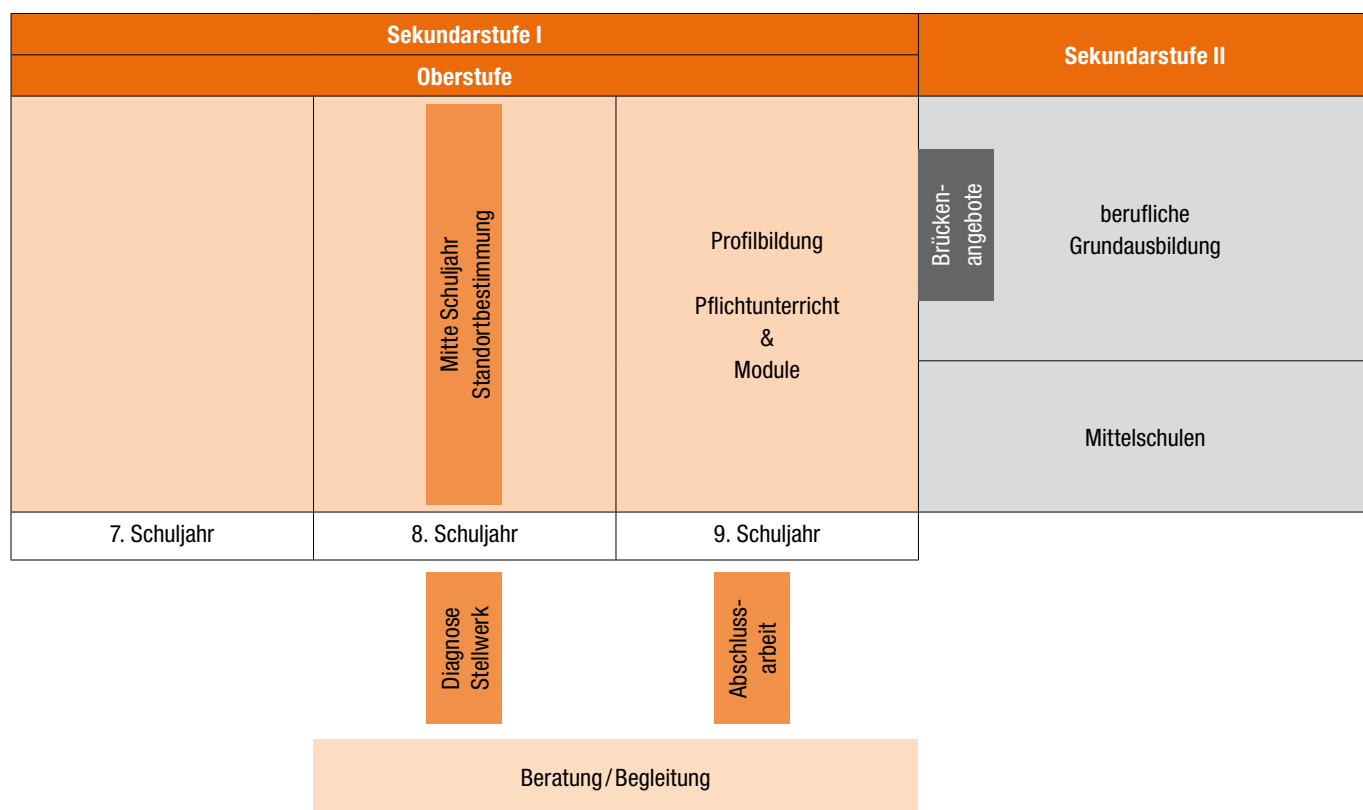 Sekundarstufe I
Sekundarstufe II
Oberstufe
Mitte Schuljahr
Standortbestimmung
Profilbildung
Pflichtunterricht
&
Module
Brücken-
angebote
berufliche
Grundausbildung
Mittelschulen
7. Schuljahr
8. Schuljahr
9. Schuljahr
Diagnose
Stellwerk
Abschluss-
arbeit
Beratung/Begleitung